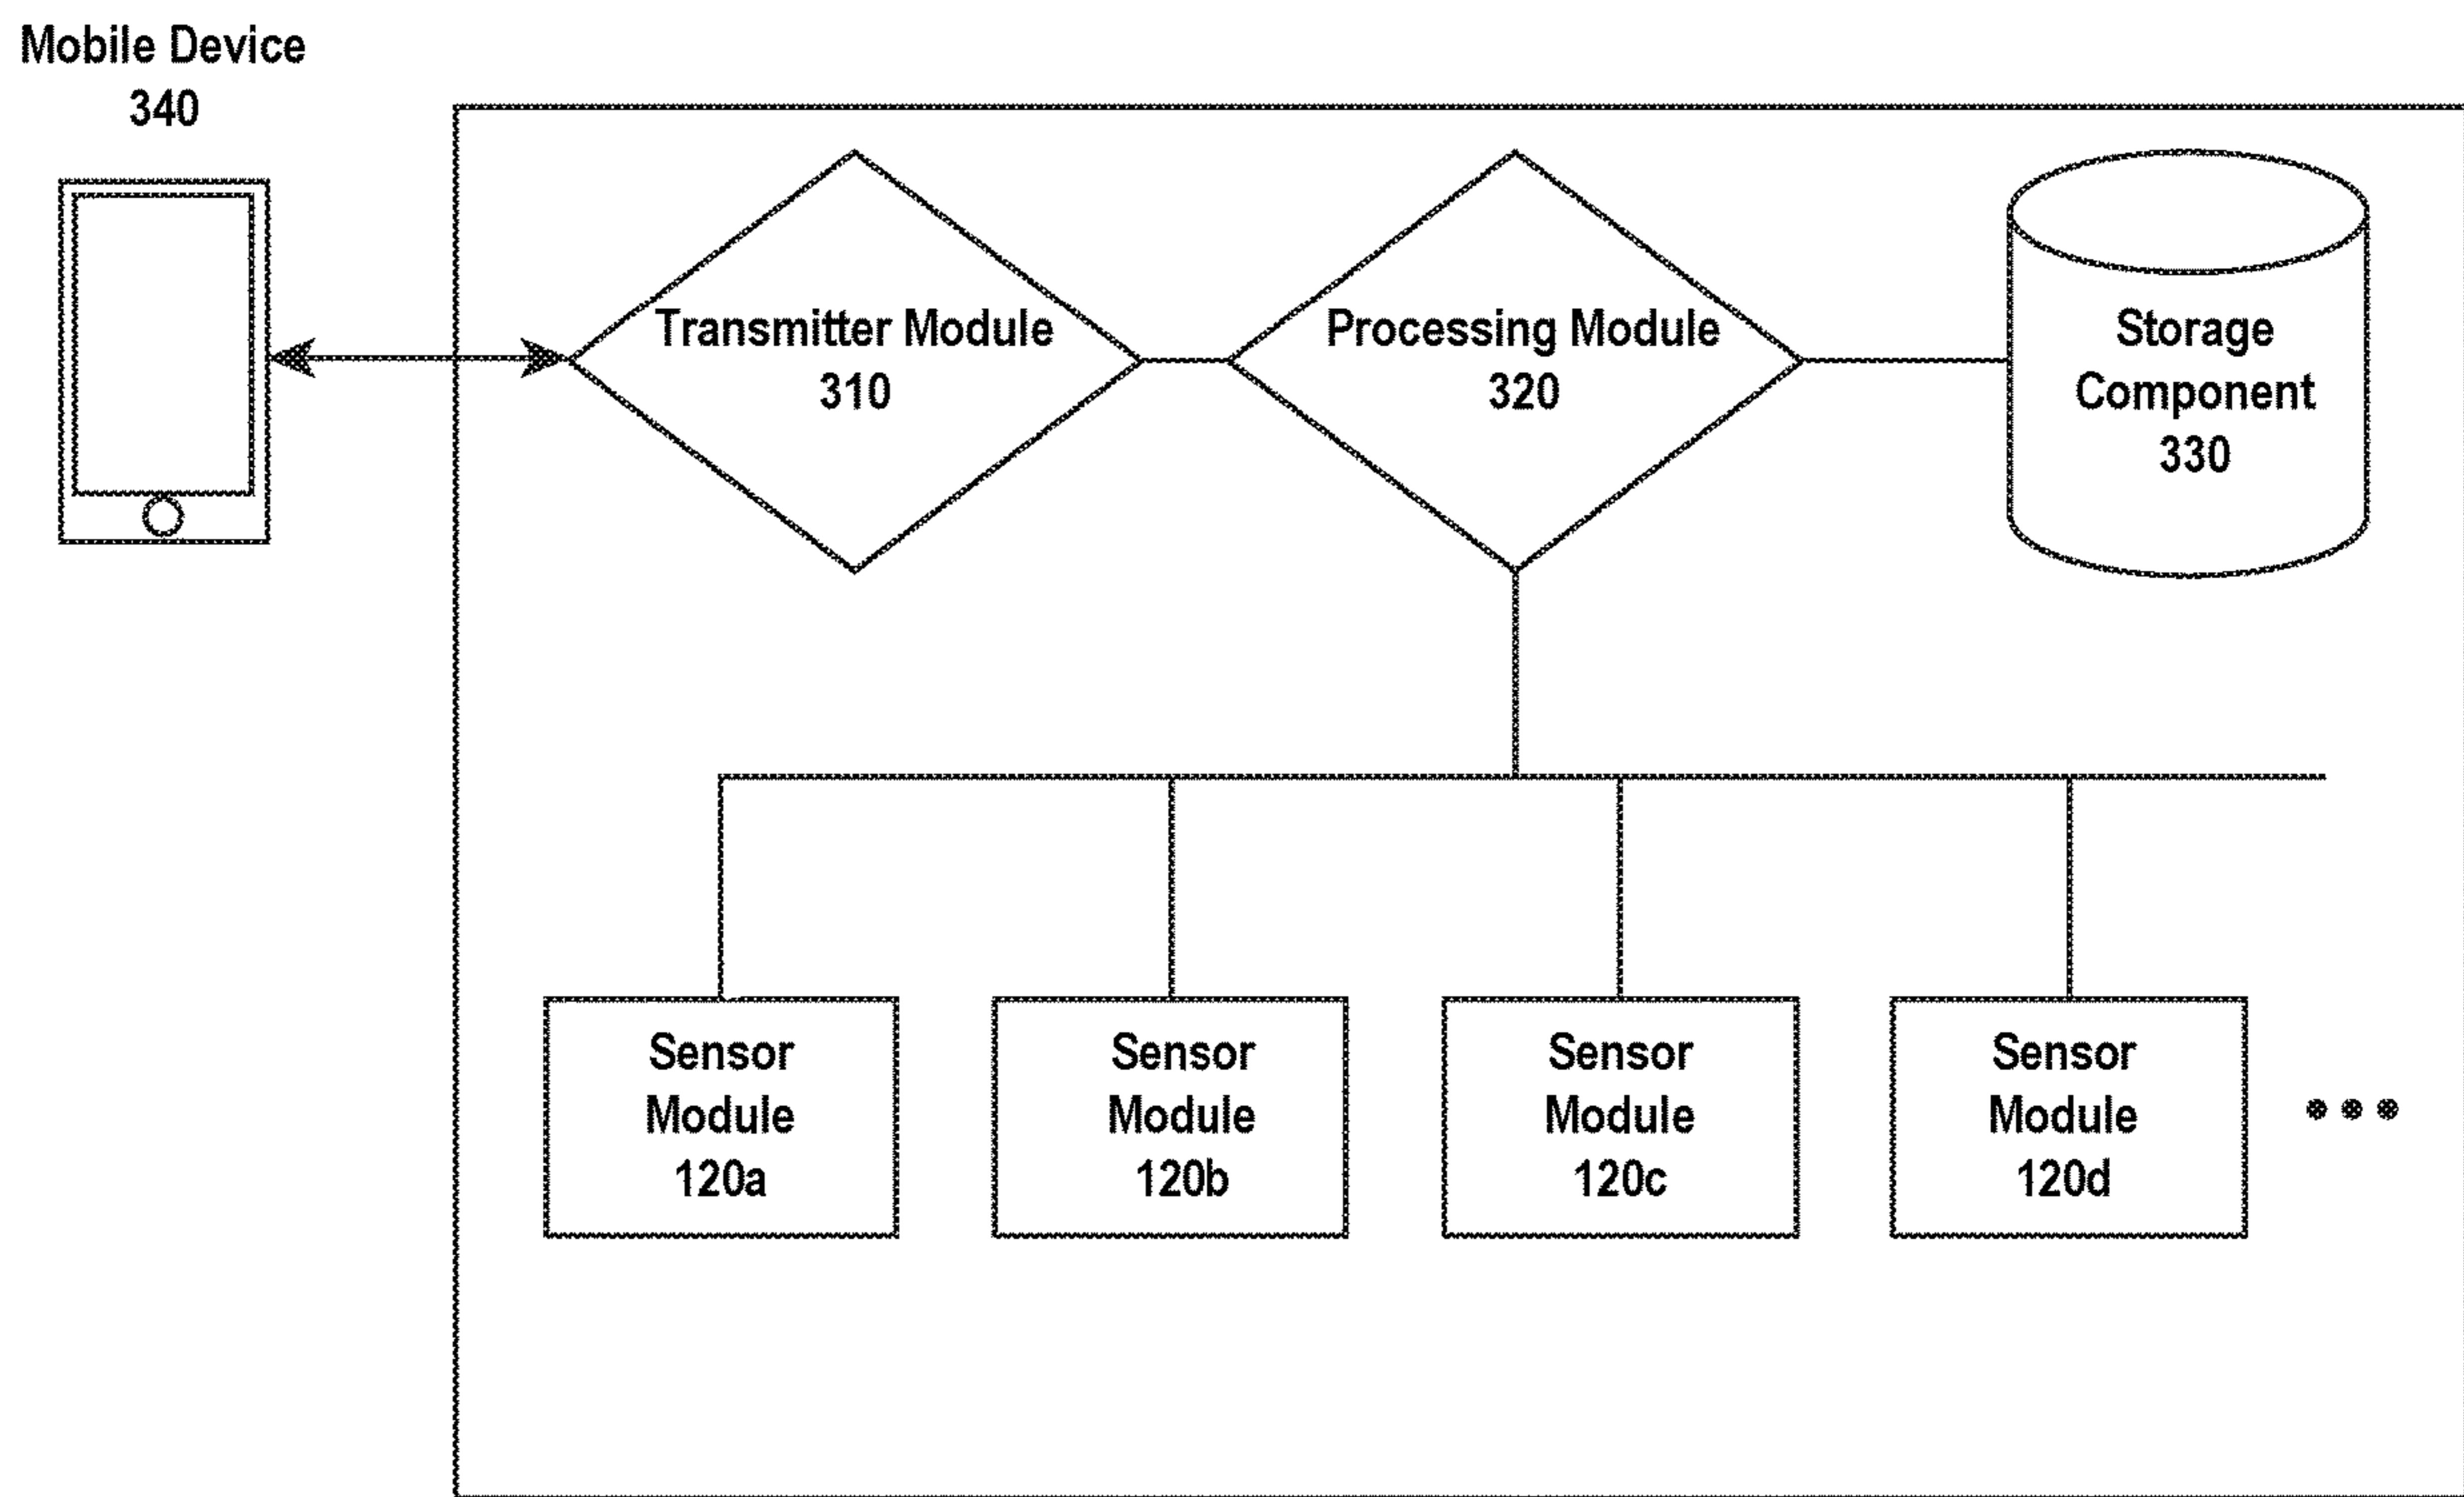 Mobile Device
340
Transmitter Module
310
Processing Module
320
Storage
Component
330
Sensor
Module
120a
Sensor
Module
120b
Sensor
Module
120c
Sensor
Module
120d